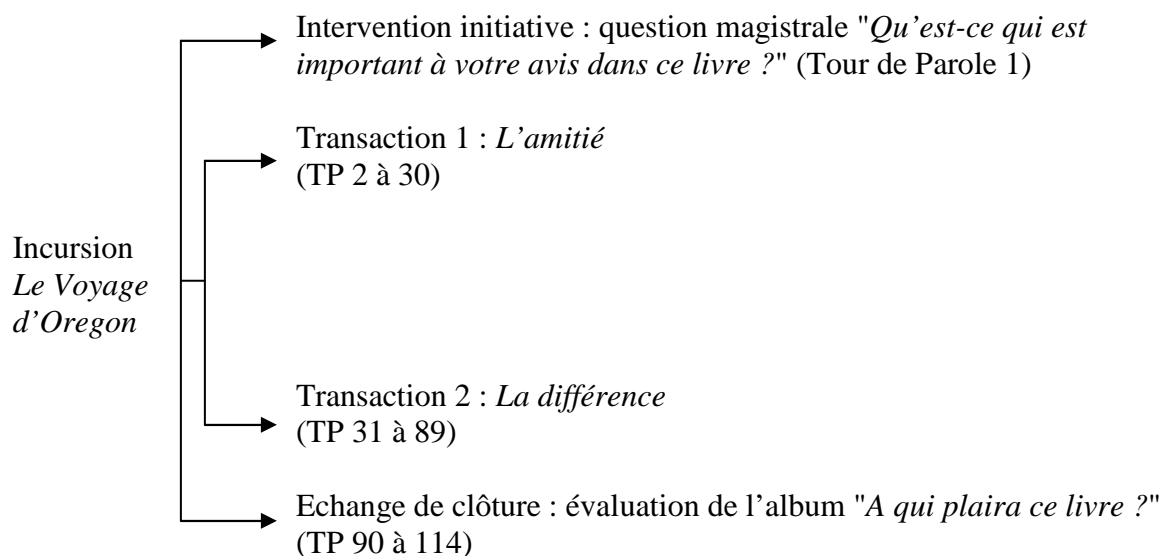 Intervention initiative : question magistrale "Qu’est-ce qui est
important à votre avis dans ce livre ?" (Tour de Parole 1)
Transaction 1 : L’amitié
(TP 2 à 30)
Incursion
Le Voyage
d’Oregon
Transaction 2 : La différence
(TP 31 à 89)
Echange de clôture : évaluation de l’album "A qui plaira ce livre ?"
(TP 90 à 114)